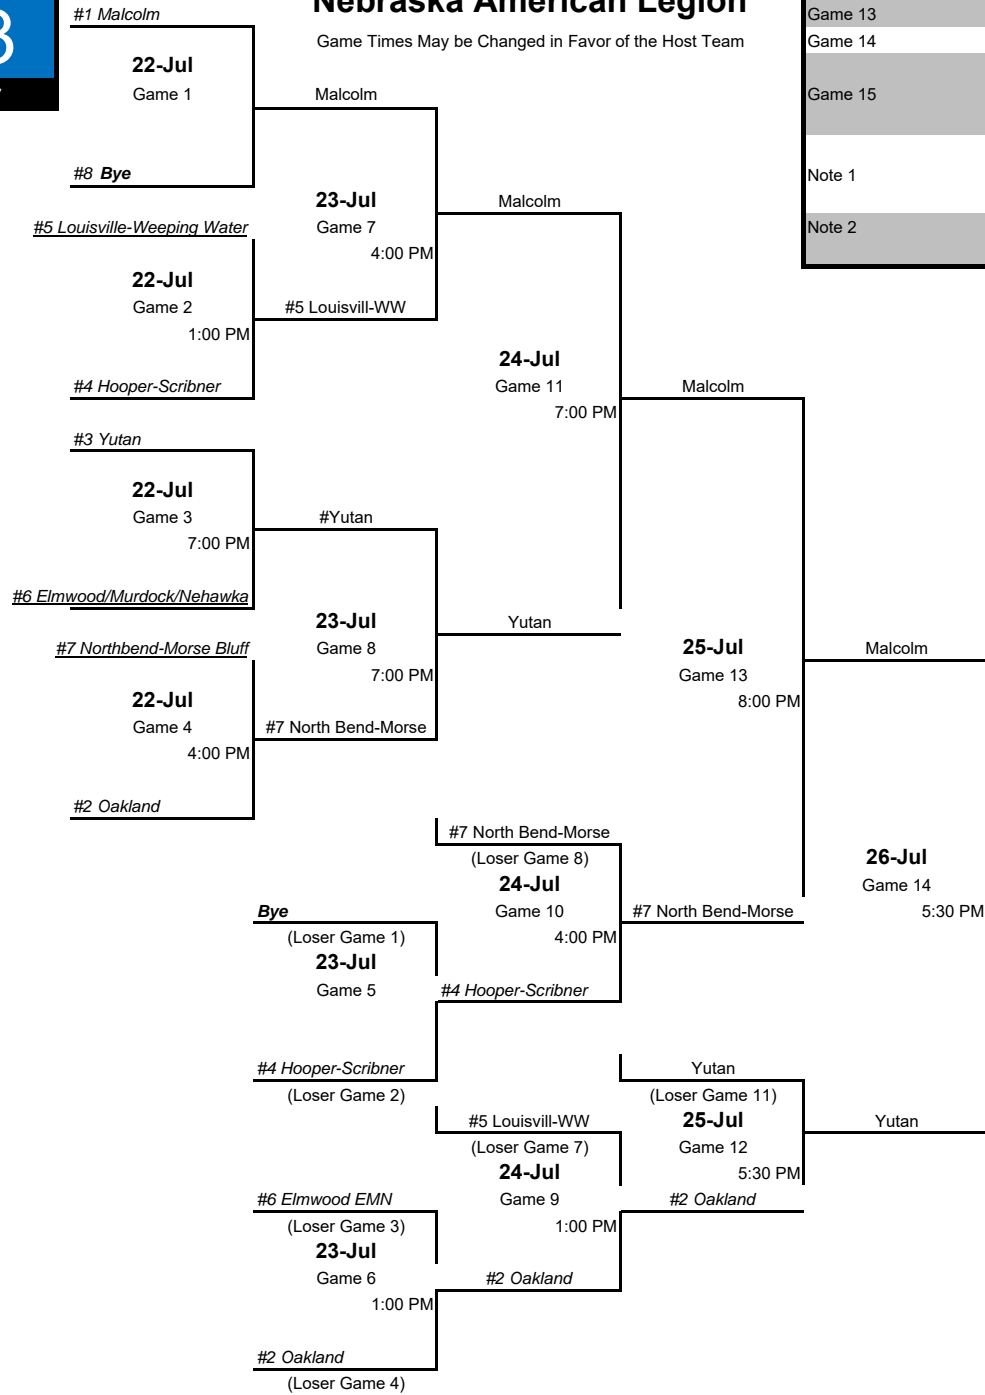 Nebraska American Legion
Game Times May be Changed in Favor of the Host Team
Game 13
Game 14
Game 15
Note 1
Note 2
#1 Malcolm
22-Jul
Game 1
Malcolm
#8 Bye
23-Jul
Malcolm
#5 Louisville-Weeping Water
Game 7
4:00 PM
22-Jul
Game 2
#5 Louisvill-WW
1:00 PM
24-Jul
#4 Hooper-Scribner
Game 11
Malcolm
7:00 PM
#3 Yutan
22-Jul
Game 3
#Yutan
7:00 PM
#6 Elmwood/Murdock/Nehawka
23-Jul
Yutan
#7 Northbend-Morse Bluff
Game 8
25-Jul
Malcolm
7:00 PM
Game 13
22-Jul
8:00 PM
Game 4
#7 North Bend-Morse
4:00 PM
#2 Oakland
#7 North Bend-Morse
(Loser Game 8)
26-Jul
24-Jul
Game 14
Bye
Game 10
#7 North Bend-Morse
5:30 PM
(Loser Game 1)
4:00 PM
23-Jul
Game 5
#4 Hooper-Scribner
#4 Hooper-Scribner
Yutan
(Loser Game 2)
(Loser Game 11)
#5 Louisvill-WW
25-Jul
Yutan
(Loser Game 7)
Game 12
24-Jul
5:30 PM
#6 Elmwood EMN
Game 9
#2 Oakland
(Loser Game 3)
1:00 PM
23-Jul
Game 6
#2 Oakland
1:00 PM
#2 Oakland
(Loser Game 4)